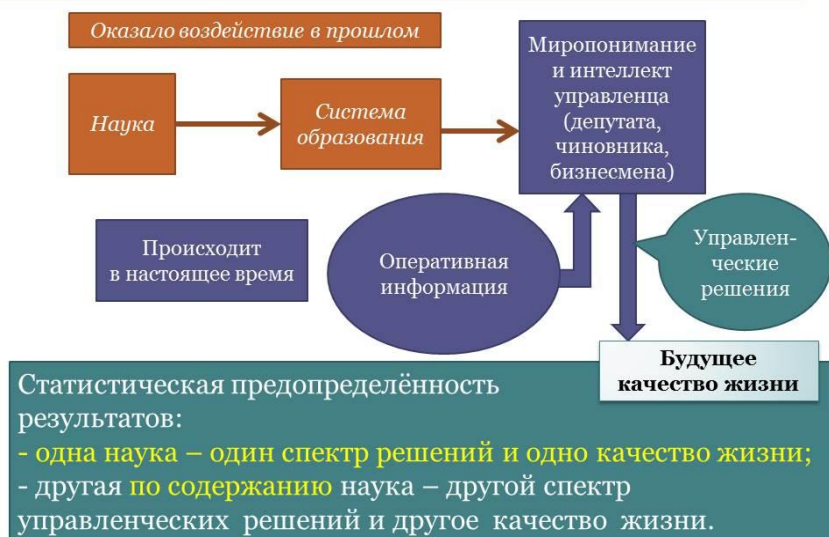 Оказало воздействие в прошлом
Наука
Система
образования
Миропонимание
и интеллект
управленца
(депутата,
чиновника,
бизнесмена)
Происходит
в настоящее время
Оперативная
информация
Управлен-
ческие
решения
Будущее
качество жизни
Статистическая предопределённость
результатов:
- одна наука – один спектр решений и одно качество жизни;
- другая по содержанию наука – другой спектр
управленческих решений и другое качество жизни.